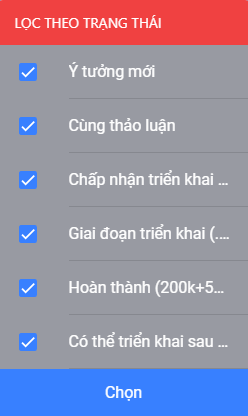 LỌC THEO TRẠNG THÁI
Ý tưởng mới
Cùng thảo luận
Chấp nhận triển khai ...
Giai đoạn triển khai (....
Hoàn thành (200k+5...
Có thể triển khai sau ...
Chọn